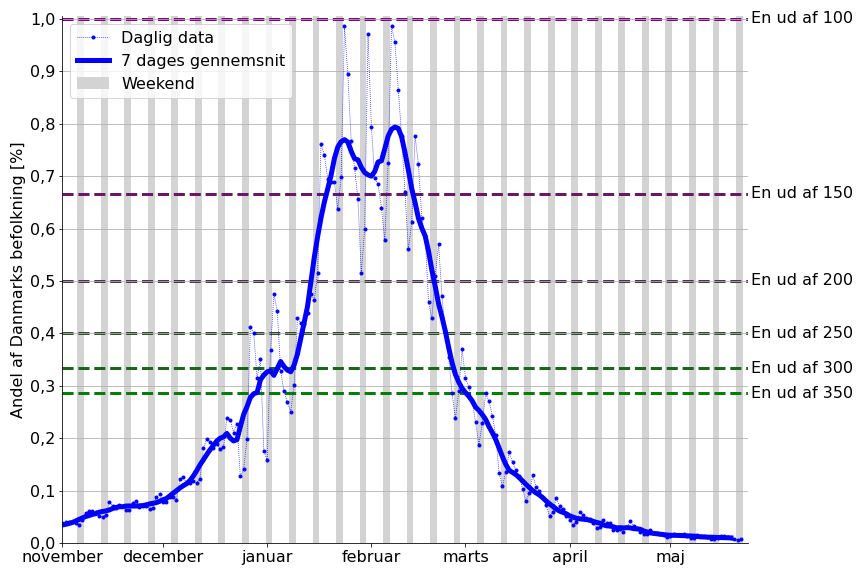 Andel af Danmarks befolkning [%]
1,0
0,9
0,8
0,7
0,6
0,5
0,4
0,3
0,2
0,1
0,0
Daglig data
7 dages gennemsnit
Weekend
En ud af 100
En ud af 150
En ud af 200
En ud af 250
En ud af 300
En ud af 350
november december januar februar marts april maj